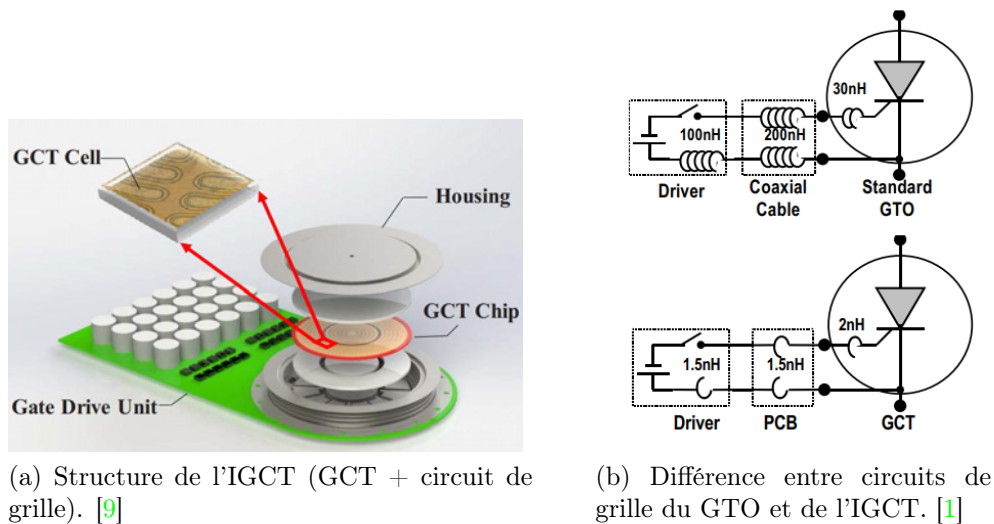 GCT Cell
Housing
GCT Chip
Gate Drive Unit
(a) Structure de l'IGCT (GCT + circuit de
grille). [9]
30nH
100nH
200nH
Driver
Coaxial
Cable
Standard
GTO
2nH
1.5nH
1.5nH
Driver
PCB
GCT
(b) Différence entre circuits de
grille du GTO et de l'IGCT. [1]